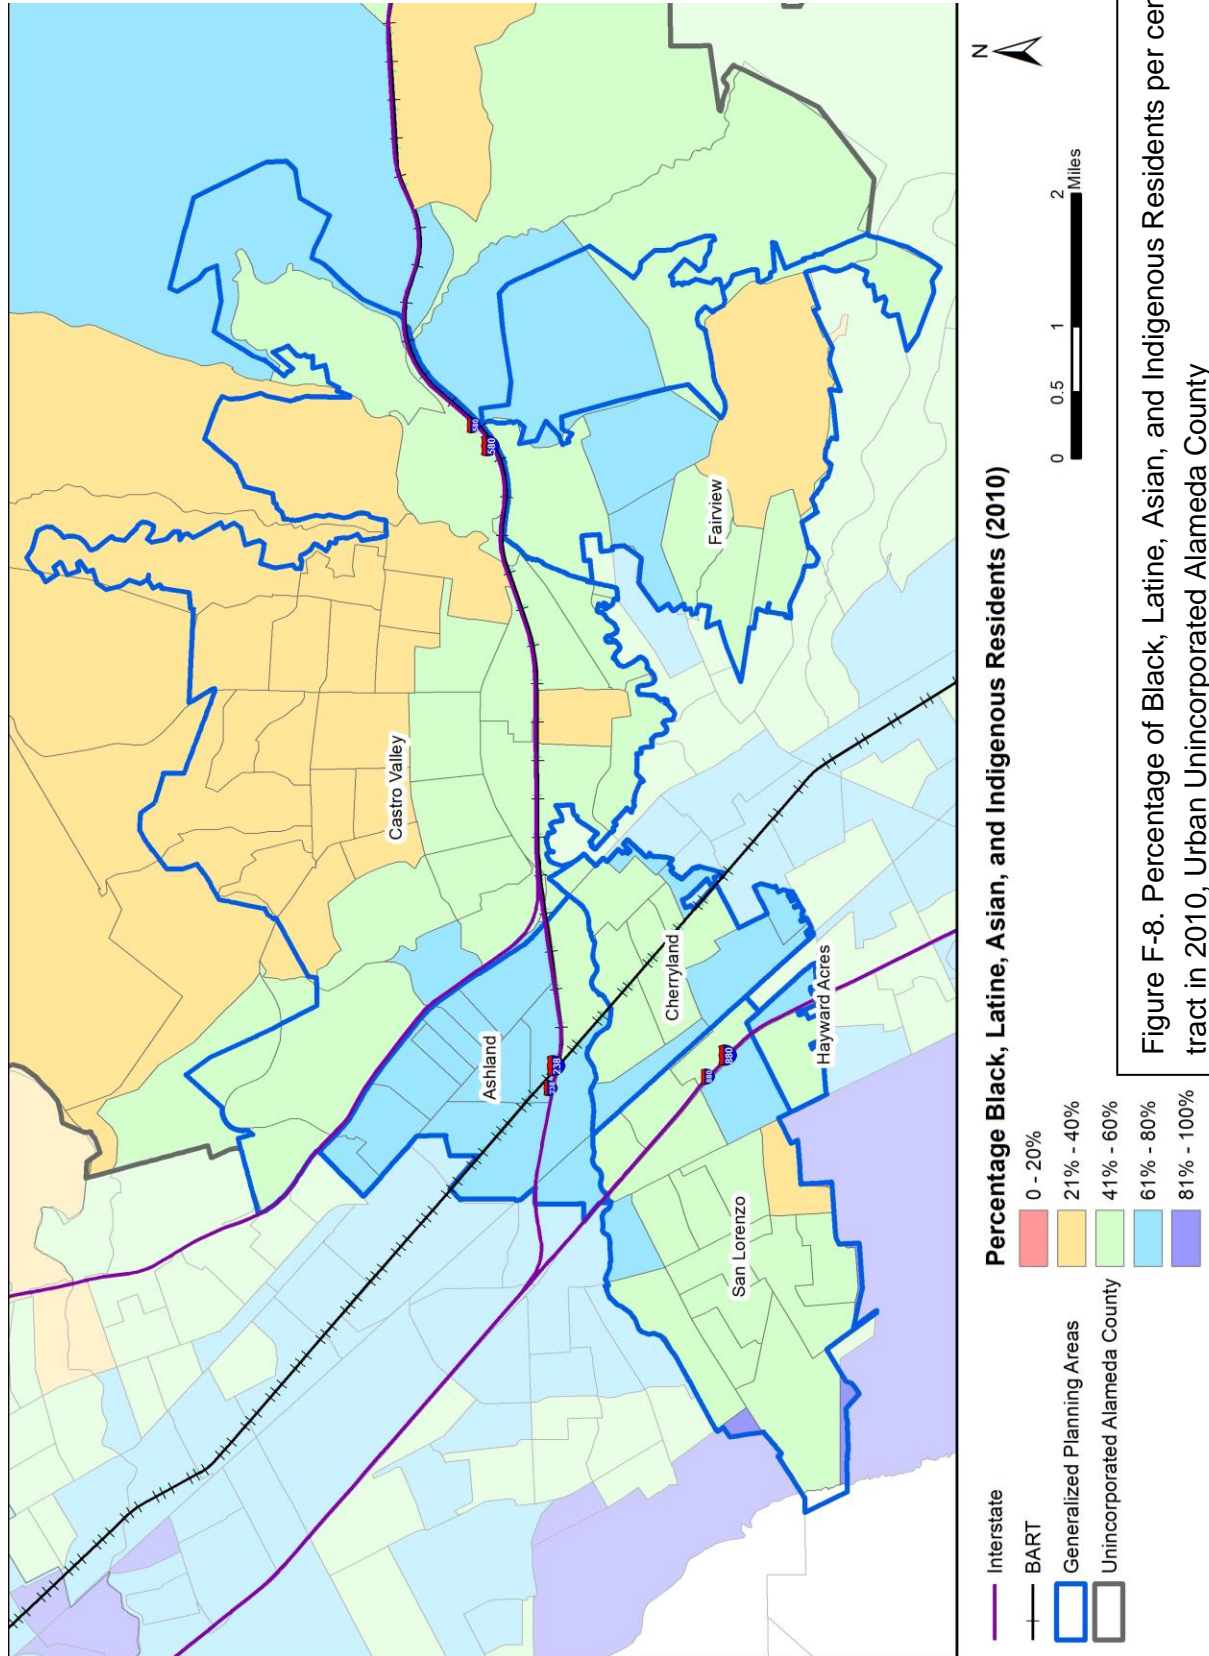 Castro Valley
Ashland
Fairview
Cherryland
Hayward Acres
San Lorenzo
580
580
238
238
880
880
N
Interstate
BART
Generalized Planning Areas
Unincorporated Alameda County
Percentage Black, Latine, Asian, and Indigenous Residents (2010)
0 - 20%
21% - 40%
41% - 60%
61% - 80%
81% - 100%
0 0.5 1 2
Miles
Figure F-8. Percentage of Black, Latine, Asian, and Indigenous Residents per cen
tract in 2010, Urban Unincorporated Alameda County